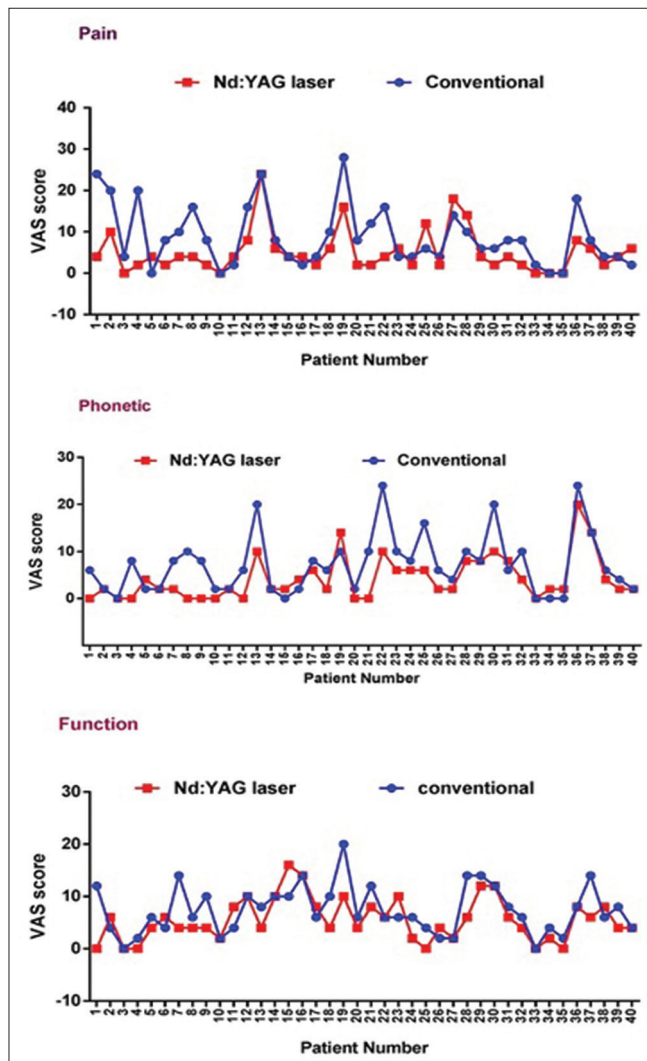 Pain
Nd:YAG laser Conventional
40
30
20
10
0
-10
VAS score
1 2 3 4 5 6 7 8 9 10 11 12 13 14 15 16 17 18 19 20 21 22 23 24 25 26 27 28 29 30 31 32 33 34 35 36 37 38 39 40
Patient Number
Phonetic
Nd:YAG laser Conventional
30
20
10
0
VAS score
1 2 3 4 5 6 7 8 9 10 11 12 13 14 15 16 17 18 19 20 21 22 23 24 25 26 27 28 29 30 31 32 33 34 35 36 37 38 39 40
Patient Number
Function
Nd:YAG laser conventional
30
20
10
0
-10
VAS score
1 2 3 4 5 6 7 8 9 10 11 12 13 14 15 16 17 18 19 20 21 22 23 24 25 26 27 28 29 30 31 32 33 34 35 36 37 38 39 40
Patient Number